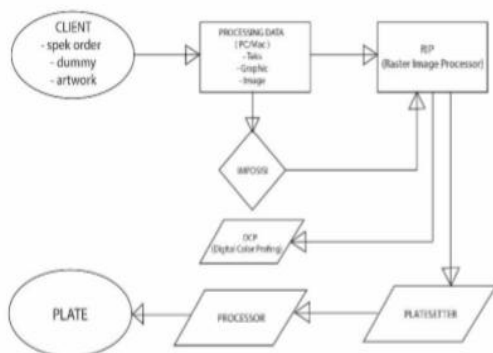 CLIENT
- spek order
- dummy
- artwork
PROCESSING DATA
(PC/Mac)
- Teks
- Graphic
- Image
RIP
(Raster Image Processor)
IMPOSISI
DCP
(Digital Color Profing)
PLATE
PROCESSOR
PLATESETTER